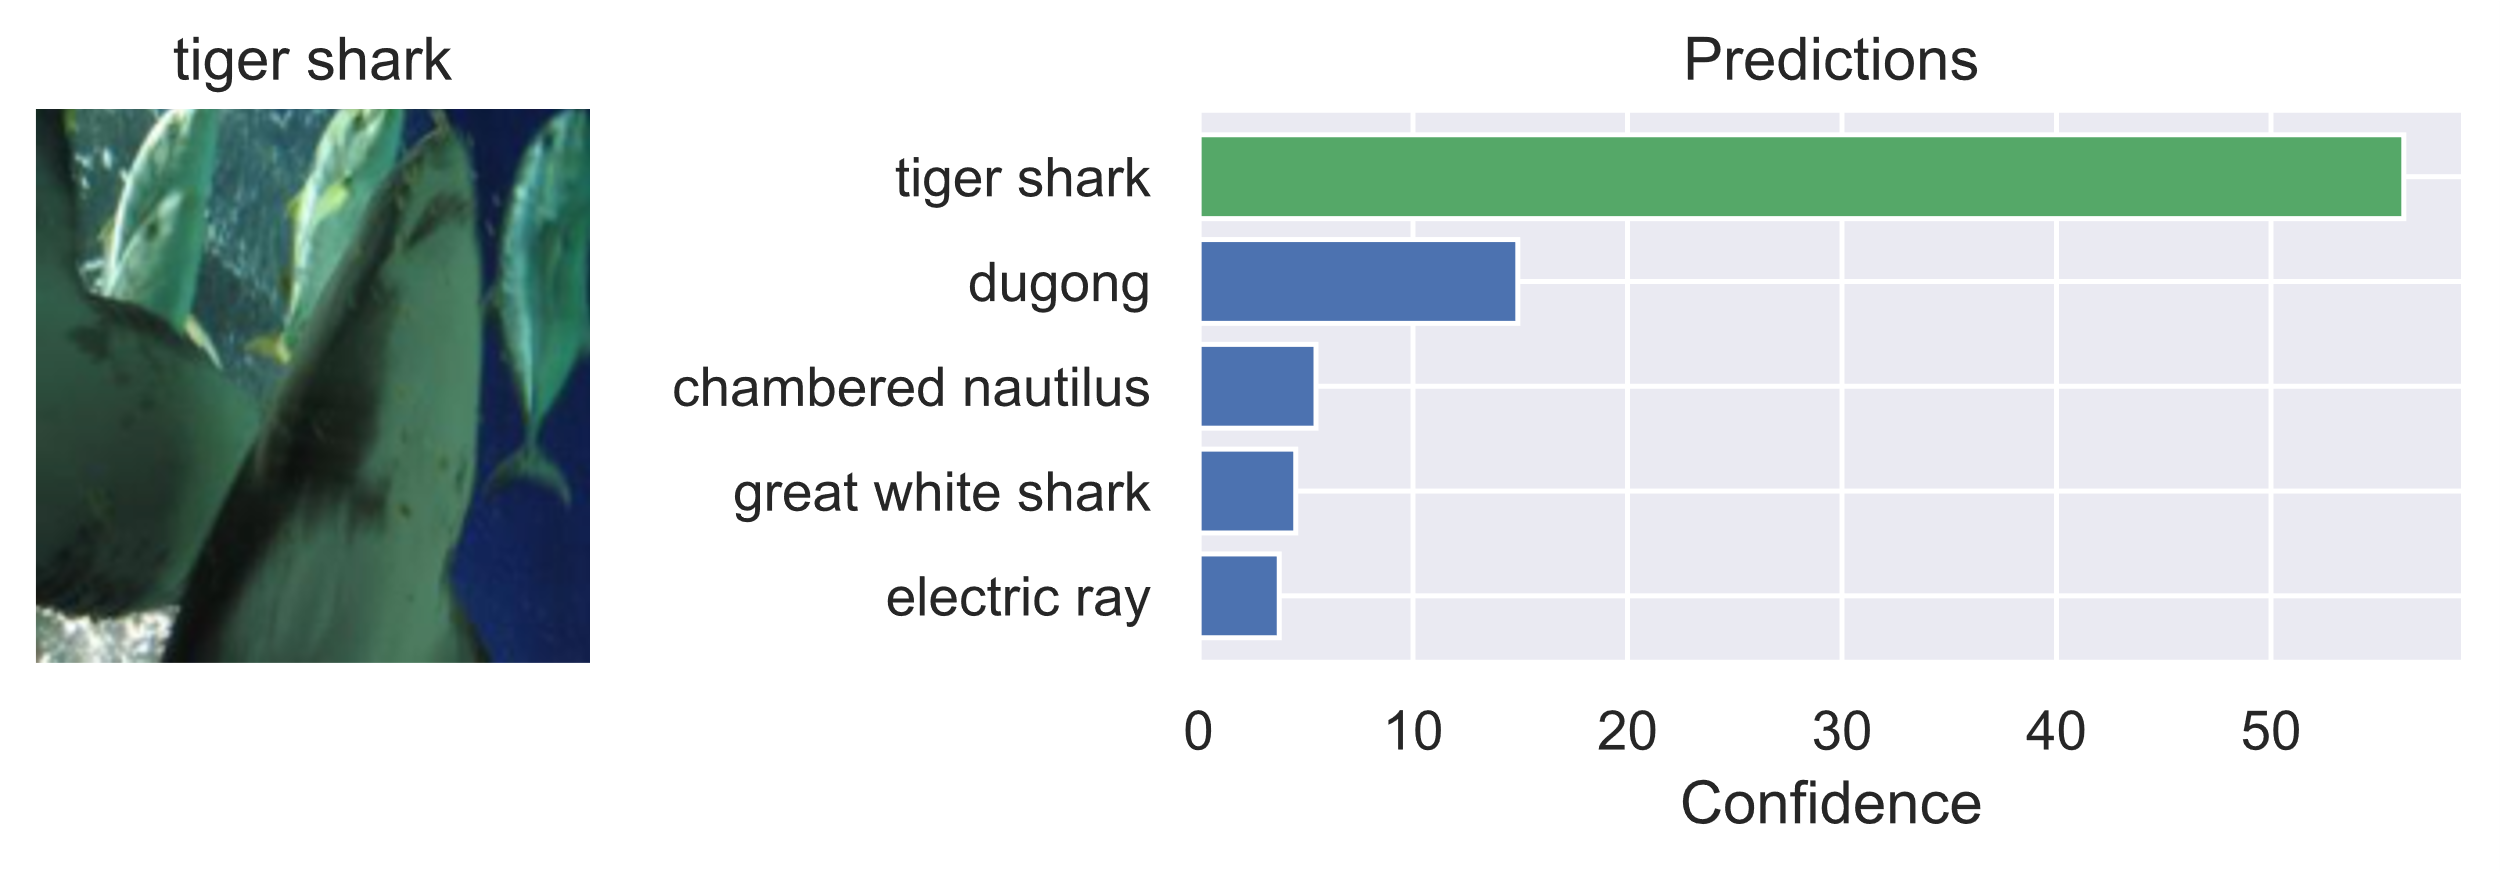 tiger shark
Predictions
tiger shark
dugong
chambered nautilus
great white shark
electric ray
0 10 20 30 40 50
Confidence